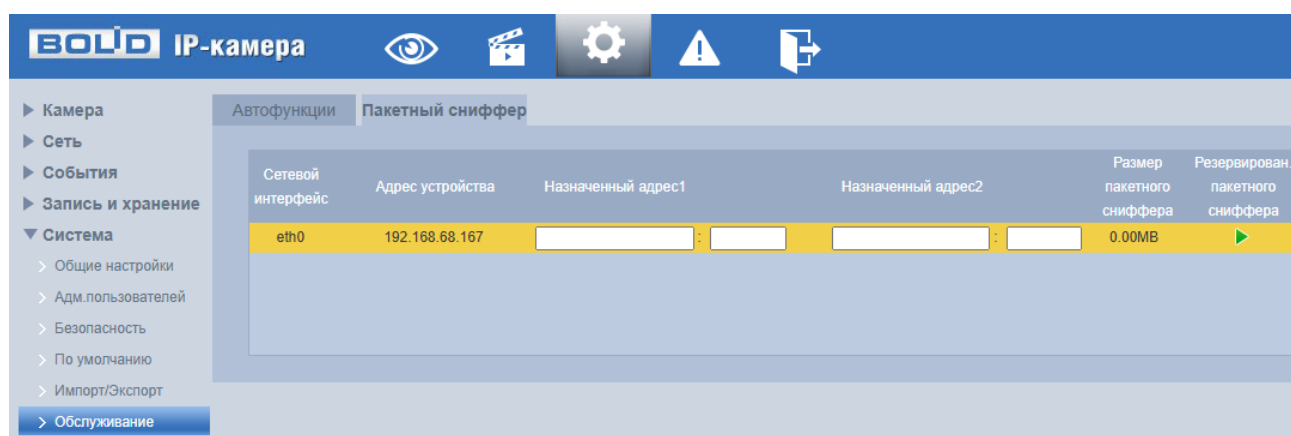 BOLID IP-камера
Камера
Сеть
События
Запись и хранение
Система
Общие настройки
Адм.пользователей
Безопасность
По умолчанию
Импорт/Экспорт
Обслуживание
Автофункции Пакетный сниффер
Сетевой интерфейс Адрес устройства Назначенный адрес1 Назначенный адрес2 Размер пакетного сниффера Резервирован. пакетного сниффера
eth0 192.168.68.167 : : 0.00MB